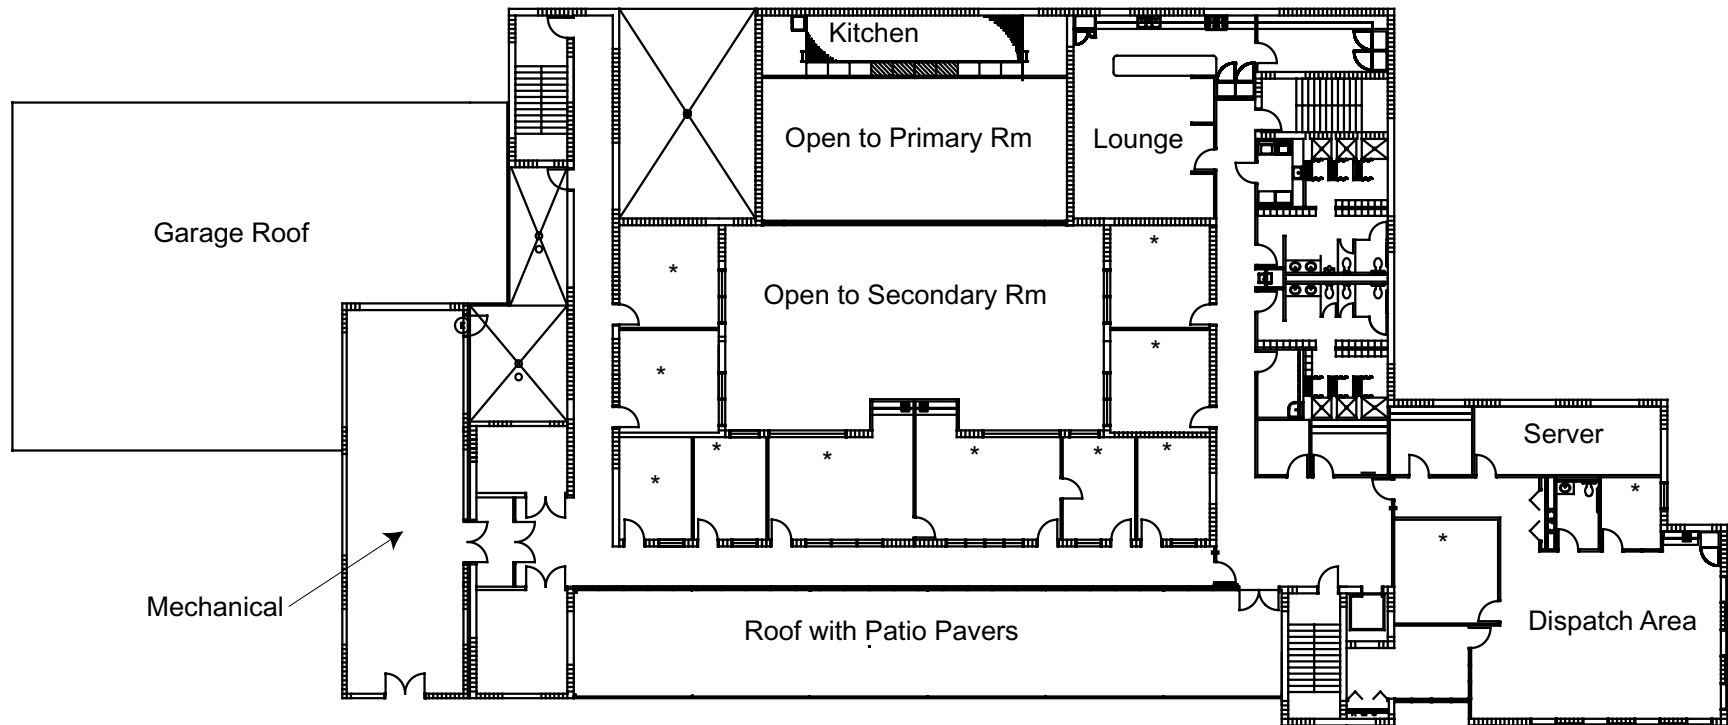 Kitchen
Open to Primary Rm
Lounge
Garage Roof
*
*
Open to Secondary Rm
*
*
*
*
*
*
*
*
Server
*
*
Mechanical
Roof with Patio Pavers
Dispatch Area